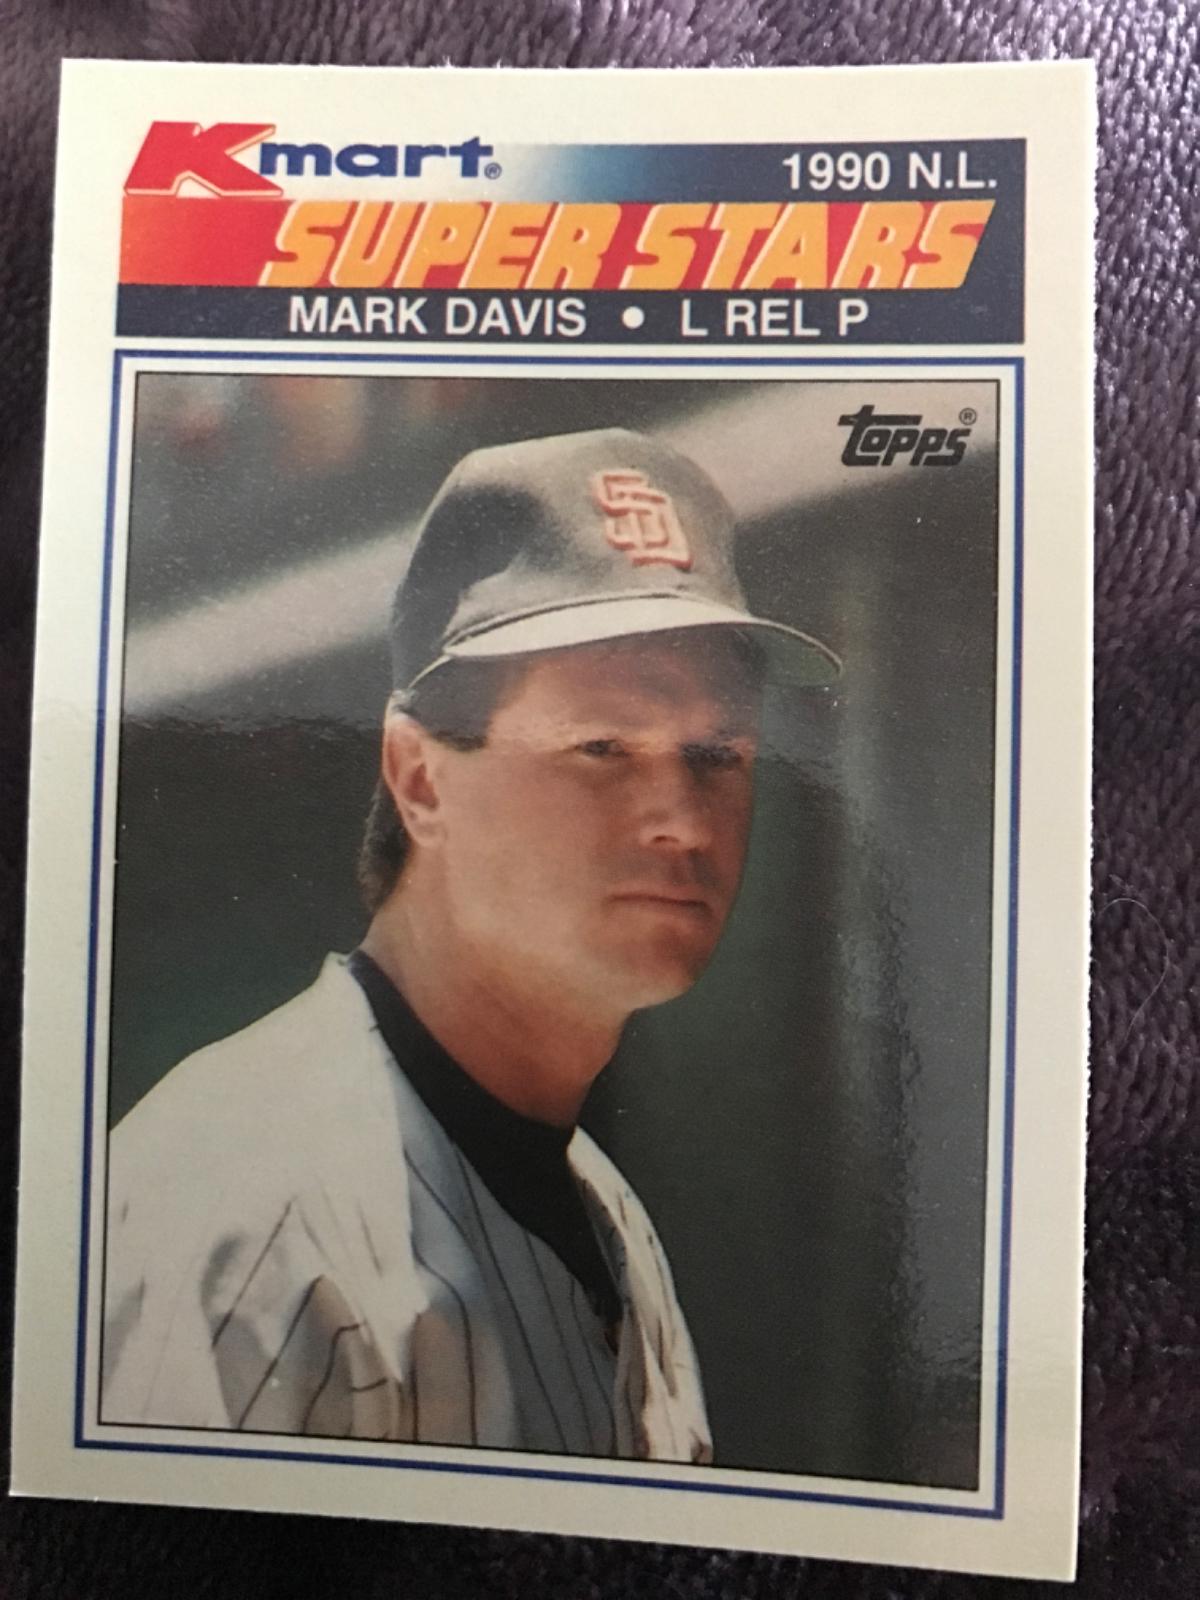 Kmart®
1990 N.L.
SUPER STARS
MARK DAVIS • L REL P
Topps®
SD